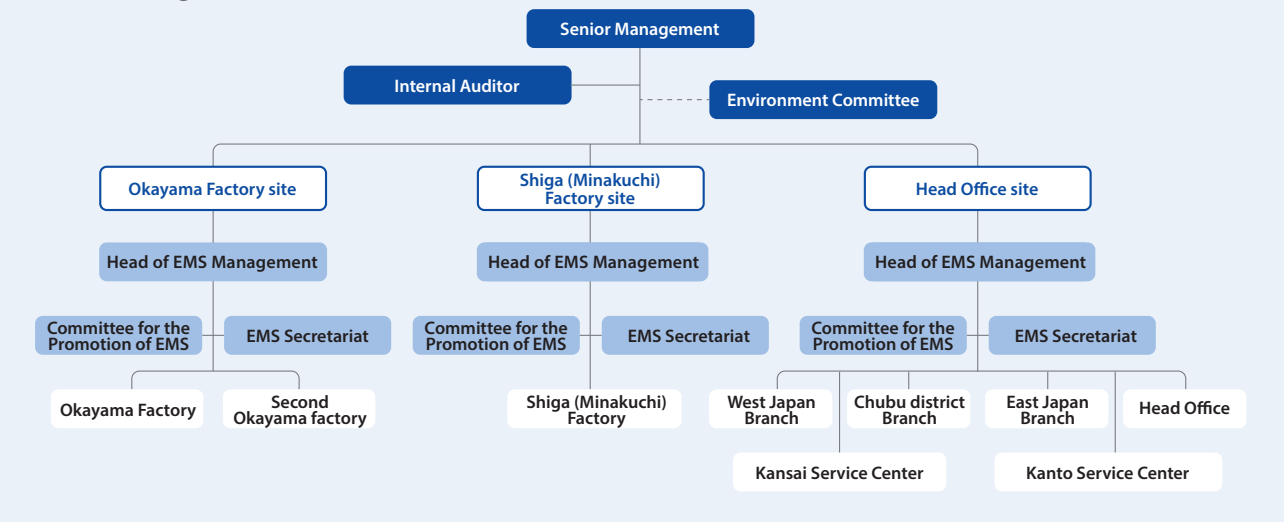 Senior Management
Internal Auditor
Environment Committee
Okayama Factory site
Shiga (Minakuchi)
Factory site
Head Office site
Head of EMS Management
Head of EMS Management
Head of EMS Management
Committee for the
Promotion of EMS
EMS Secretariat
Committee for the
Promotion of EMS
EMS Secretariat
Committee for the
Promotion of EMS
EMS Secretariat
Okayama Factory
Second
Okayama factory
Shiga (Minakuchi)
Factory
West Japan
Branch
Chubu district
Branch
East Japan
Branch
Head Office
Kansai Service Center
Kanto Service Center